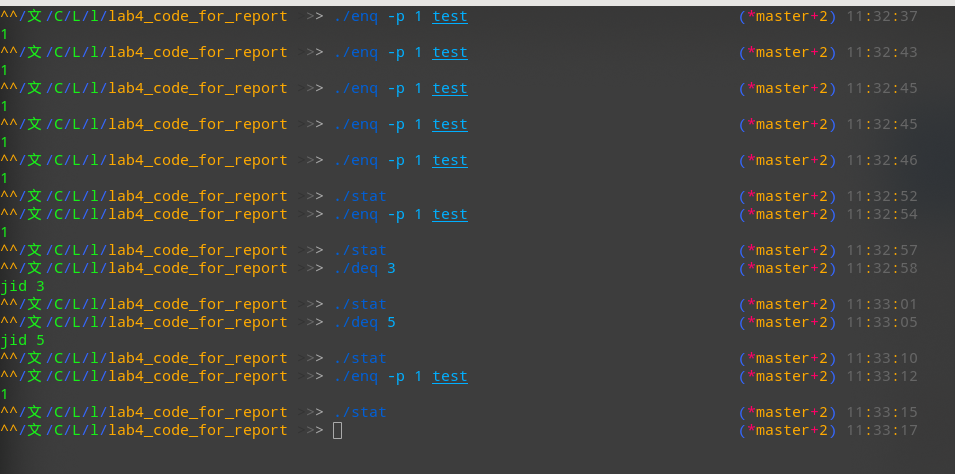 ^^/文/C/L/l/lab4_code_for_report >>> ./enq -p 1 test (*master+2) 11:32:37
1
^^/文/C/L/l/lab4_code_for_report >>> ./enq -p 1 test (*master+2) 11:32:43
1
^^/文/C/L/l/lab4_code_for_report >>> ./enq -p 1 test (*master+2) 11:32:45
1
^^/文/C/L/l/lab4_code_for_report >>> ./enq -p 1 test (*master+2) 11:32:45
1
^^/文/C/L/l/lab4_code_for_report >>> ./enq -p 1 test (*master+2) 11:32:46
1
^^/文/C/L/l/lab4_code_for_report >>> ./stat (*master+2) 11:32:52
^^/文/C/L/l/lab4_code_for_report >>> ./enq -p 1 test (*master+2) 11:32:54
1
^^/文/C/L/l/lab4_code_for_report >>> ./stat (*master+2) 11:32:57
^^/文/C/L/l/lab4_code_for_report >>> ./deq 3 (*master+2) 11:32:58
jid 3
^^/文/C/L/l/lab4_code_for_report >>> ./stat (*master+2) 11:33:01
^^/文/C/L/l/lab4_code_for_report >>> ./deq 5 (*master+2) 11:33:05
jid 5
^^/文/C/L/l/lab4_code_for_report >>> ./stat (*master+2) 11:33:10
^^/文/C/L/l/lab4_code_for_report >>> ./enq -p 1 test (*master+2) 11:33:12
1
^^/文/C/L/l/lab4_code_for_report >>> ./stat (*master+2) 11:33:15
^^/文/C/L/l/lab4_code_for_report >>> (*master+2) 11:33:17